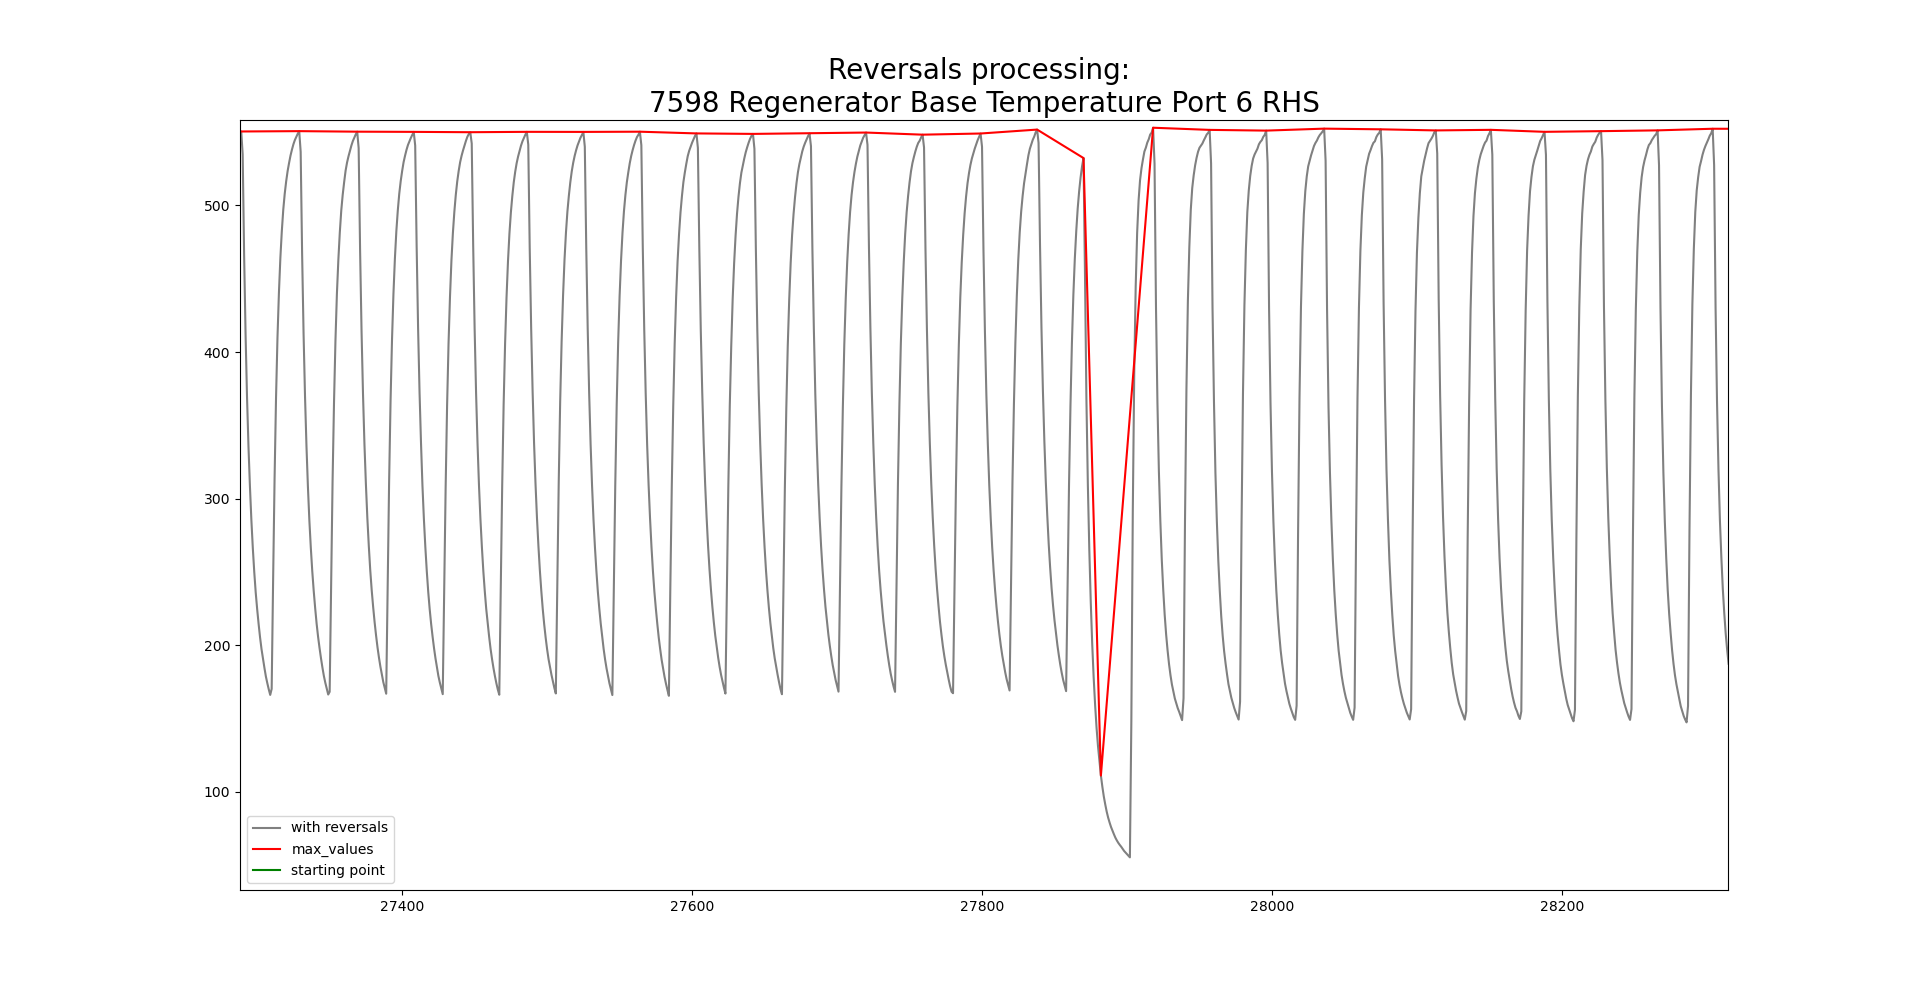 Reversals processing:
7598 Regenerator Base Temperature Port 6 RHS
500
400
300
200
100
with reversals
max_values
starting point
27400 27600 27800 28000 28200